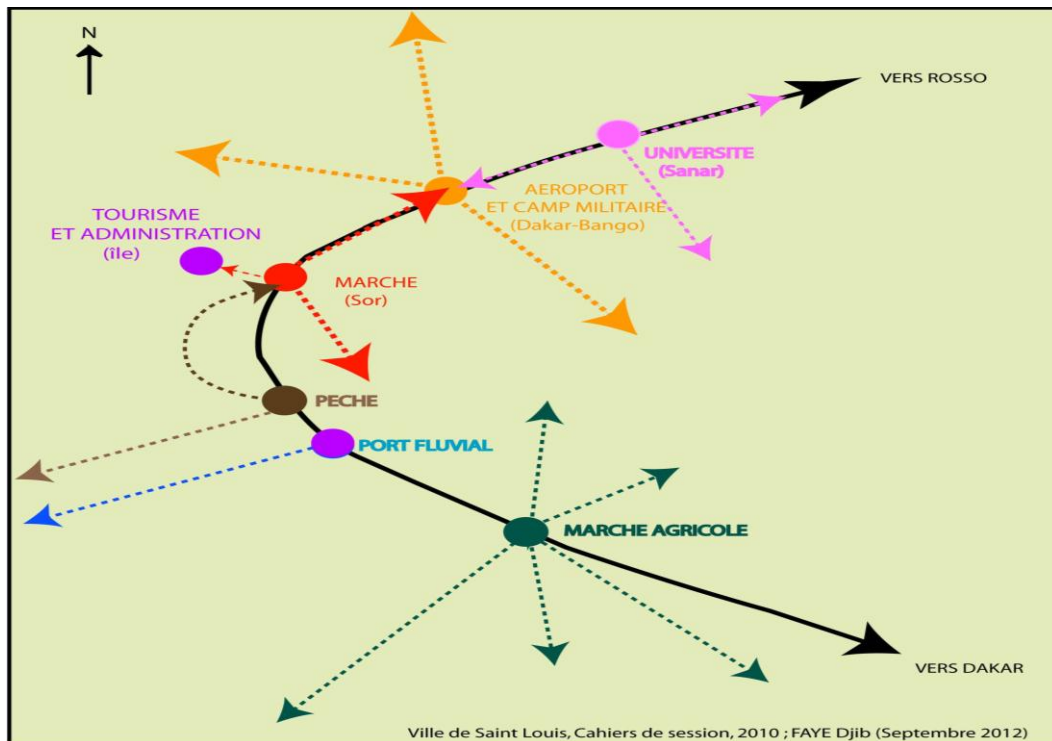 N
VERS ROSSO
UNIVERSITE
(Sanar)
AEROPORT
ET CAMP MILITAIRE
(Dakar-Bango)
TOURISME
ET ADMINISTRATION
(île)
MARCHE
(Sor)
PECHE
PORT FLUVIAL
MARCHE AGRICOLE
VERS DAKAR
Ville de Saint Louis, Cahiers de session, 2010 ; FAYE Djib (Septembre 2012)